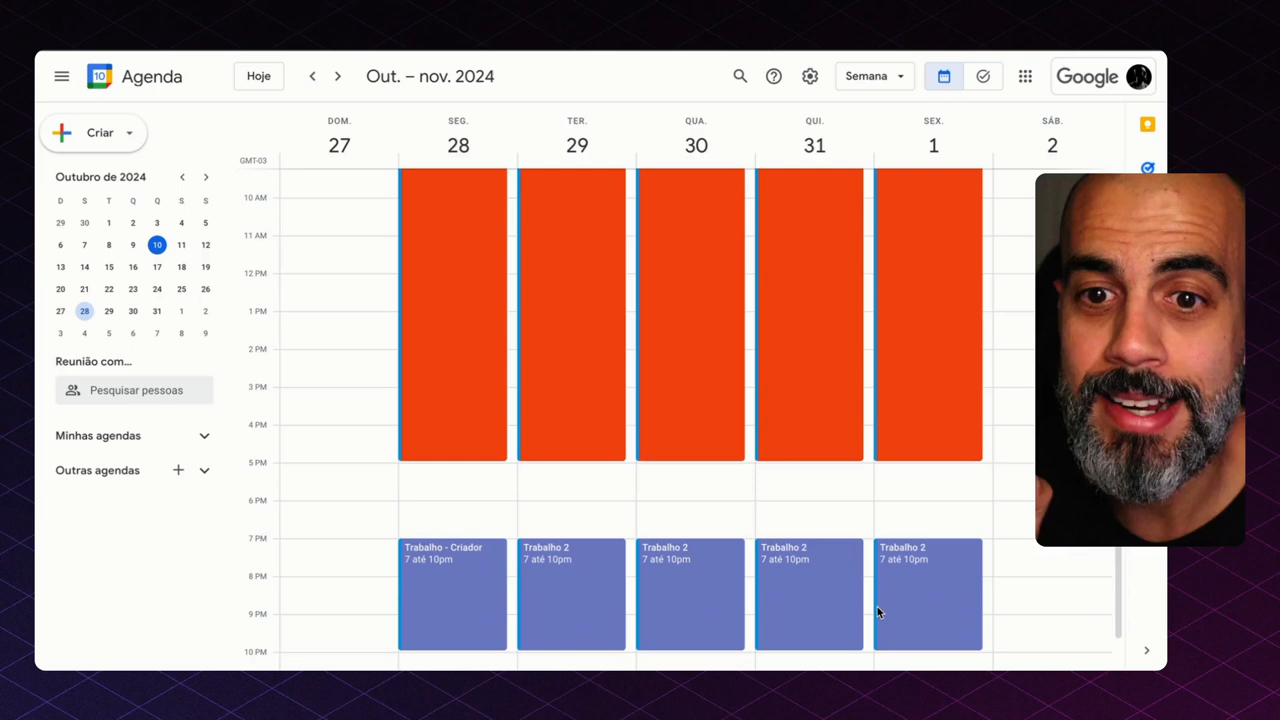 10
Agenda
Hoje
Out. – nov. 2024
Semana
Google
Criar
Outubro de 2024
D S T Q Q S S
29 30 1 2 3 4 5
6 7 8 9 10 11 12
13 14 15 16 17 18 19
20 21 22 23 24 25 26
27 28 29 30 31 1 2
3 4 5 6 7 8 9
Reunião com...
Pesquisar pessoas
Minhas agendas
Outras agendas
DOM. SEG. TER. QUA. QUI. SEX. SÁB.
27 28 29 30 31 1 2
GMT-03
10 AM
11 AM
12 PM
1 PM
2 PM
3 PM
4 PM
5 PM
6 PM
7 PM
8 PM
9 PM
10 PM
Trabalho - Criador
7 até 10pm
Trabalho 2
7 até 10pm
Trabalho 2
7 até 10pm
Trabalho 2
7 até 10pm
Trabalho 2
7 até 10pm